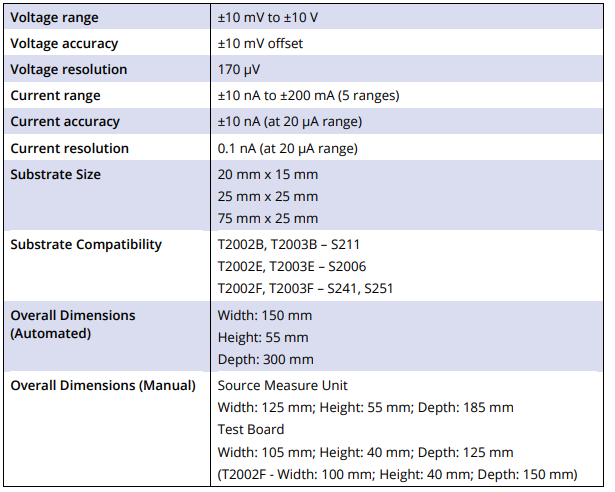 Voltage range ±10 mV to ±10 V
Voltage accuracy ±10 mV offset
Voltage resolution 170 μV
Current range ±10 nA to ±200 mA (5 ranges)
Current accuracy ±10 nA (at 20 μA range)
Current resolution 0.1 nA (at 20 μA range)
Substrate Size 20 mm x 15 mm
25 mm x 25 mm
75 mm x 25 mm
Substrate Compatibility T2002B, T2003B – S211
T2002E, T2003E – S2006
T2002F, T2003F – S241, S251
Overall Dimensions Width: 150 mm
(Automated) Height: 55 mm
Depth: 300 mm
Overall Dimensions (Manual) Source Measure Unit
Width: 125 mm; Height: 55 mm; Depth: 185 mm
Test Board
Width: 105 mm; Height: 40 mm; Depth: 125 mm
(T2002F - Width: 100 mm; Height: 40 mm; Depth: 150 mm)